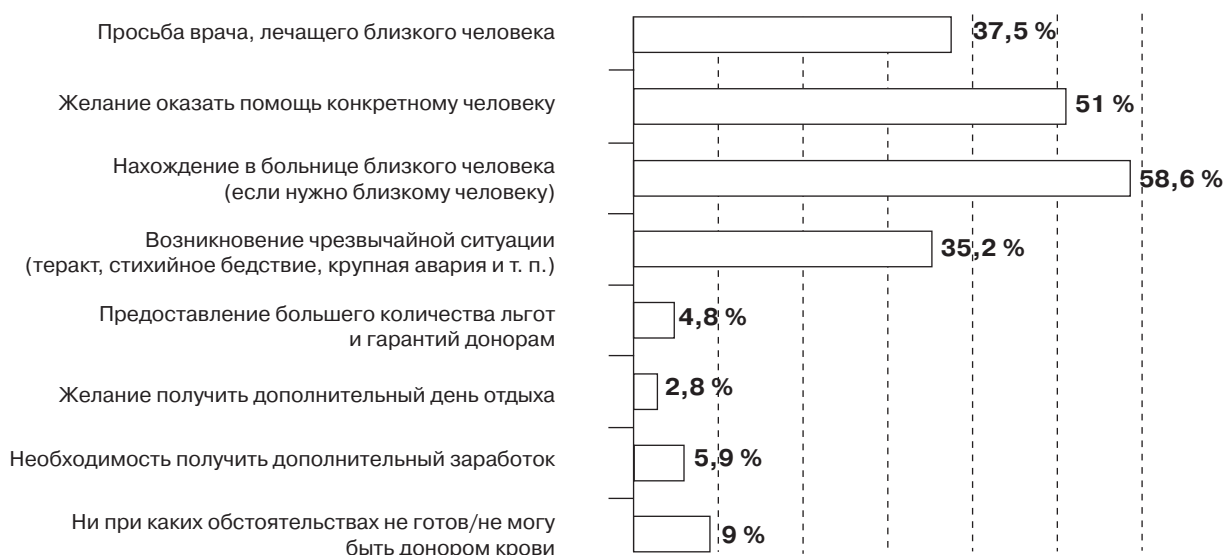 Просьба врача, лечащего близкого человека
37,5 %
Желание оказать помощь конкретному человеку
51 %
Нахождение в больнице близкого человека
(если нужно близкому человеку)
58,6 %
Возникновение чрезвычайной ситуации
(теракт, стихийное бедствие, крупная авария и т. п.)
35,2 %
Предоставление большего количества льгот
и гарантий донорам
4,8 %
Желание получить дополнительный день отдыха
2,8 %
Необходимость получить дополнительный заработок
5,9 %
Ни при каких обстоятельствах не готов/не могу
быть донором крови
9 %